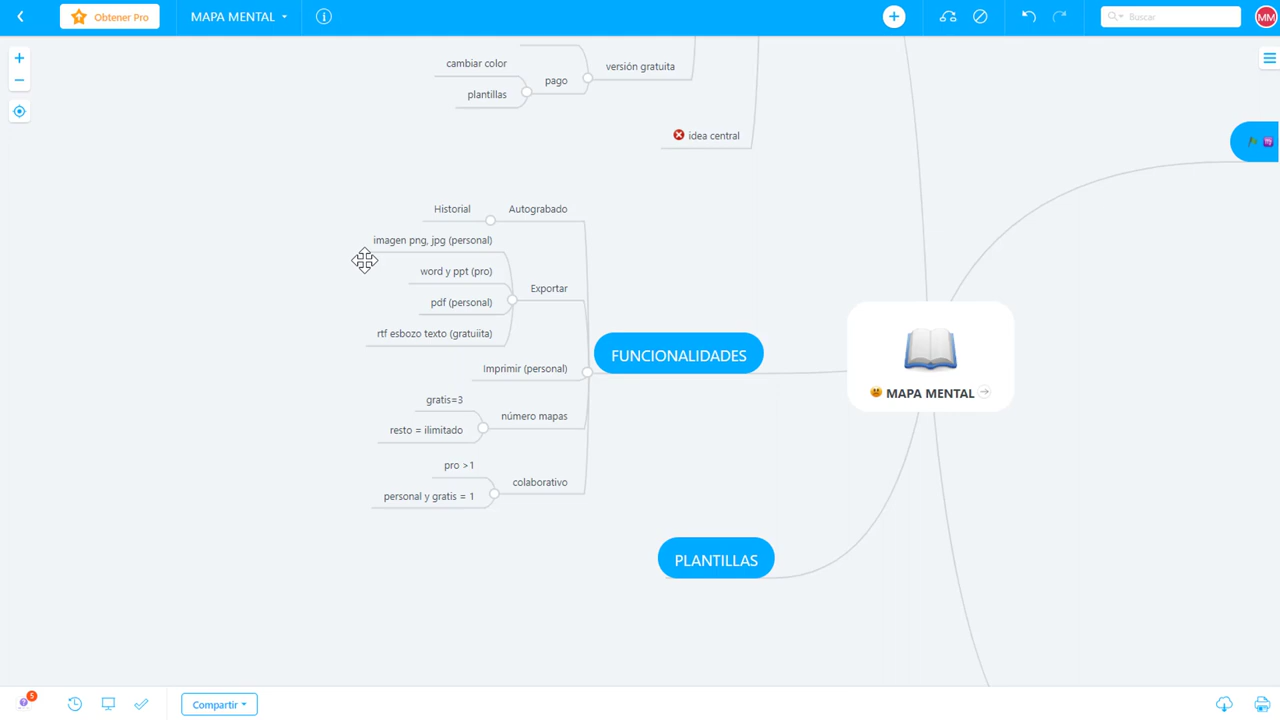 Obtener Pro
MAPA MENTAL
Buscar
MM
cambiar color
versión gratuita
pago
plantillas
idea central
Historial
Autograbado
imagen png, jpg (personal)
word y ppt (pro)
Exportar
pdf (personal)
rtf esbozo texto (gratuiita)
FUNCIONALIDADES
Imprimir (personal)
MAPA MENTAL
gratis=3
número mapas
resto = ilimitado
pro >1
colaborativo
personal y gratis = 1
PLANTILLAS
5
Compartir